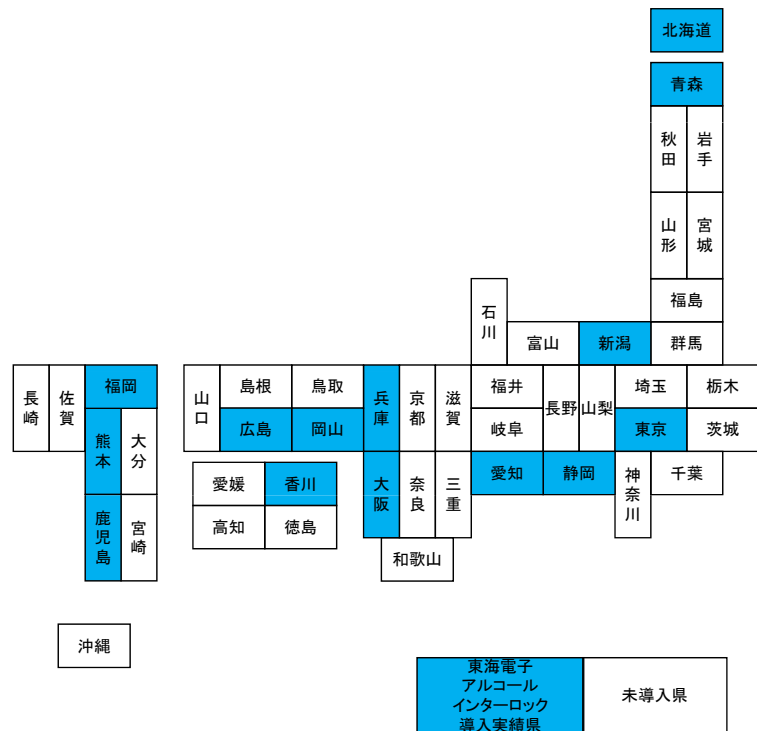 北海道
青森
秋田
岩手
山形
宮城
福島
石川
富山
新潟
群馬
長崎
佐賀
福岡
山口
島根
鳥取
兵庫
京都
滋賀
福井
長野
山梨
埼玉
栃木
熊本
大分
広島
岡山
岐阜
東京
茨城
愛媛
香川
大阪
奈良
三重
愛知
静岡
神奈川
千葉
鹿児島
宮崎
高知
徳島
和歌山
沖縄
東海電子
アルコール
インターロック
導入実績県
未導入県